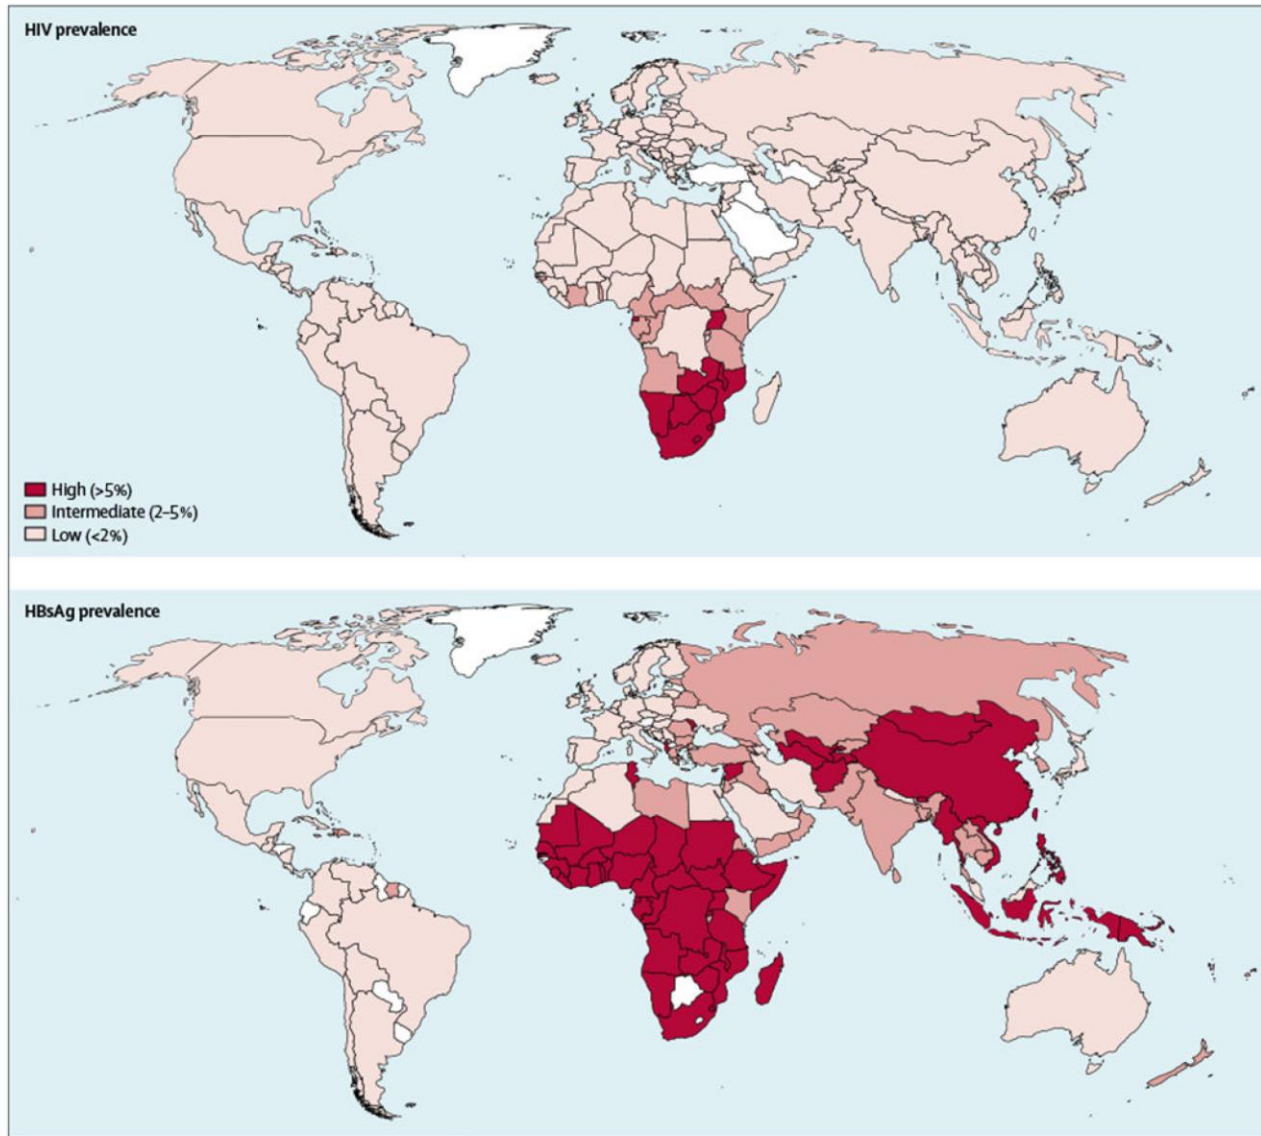 HIV prevalence
High (>5%)
Intermediate (2–5%)
Low (<2%)
HBsAg prevalence